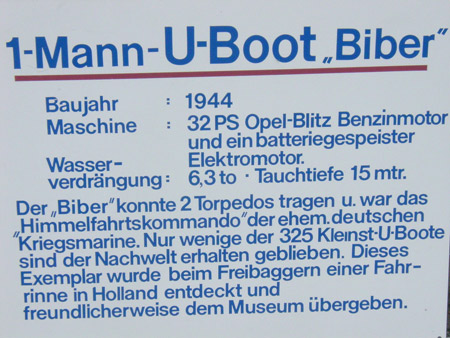 1-Mann-U-Boot „Biber"
Baujahr : 1944
Maschine : 32 PS Opel-Blitz Benzinmotor
und ein batteriegespeister
Elektromotor.
Wasser-
verdrängung: 6,3 to · Tauchtiefe 15 mtr.
Der „Biber" konnte 2 Torpedos tragen u. war das
"Himmelfahrtskommando" der ehem. deutschen
"Kriegsmarine. Nur wenige der 325 Kleinst-U-Boote
sind der Nachwelt erhalten geblieben. Dieses
Exemplar wurde beim Freibaggern einer Fahr-
rinne in Holland entdeckt und
freundlicherweise dem Museum übergeben.